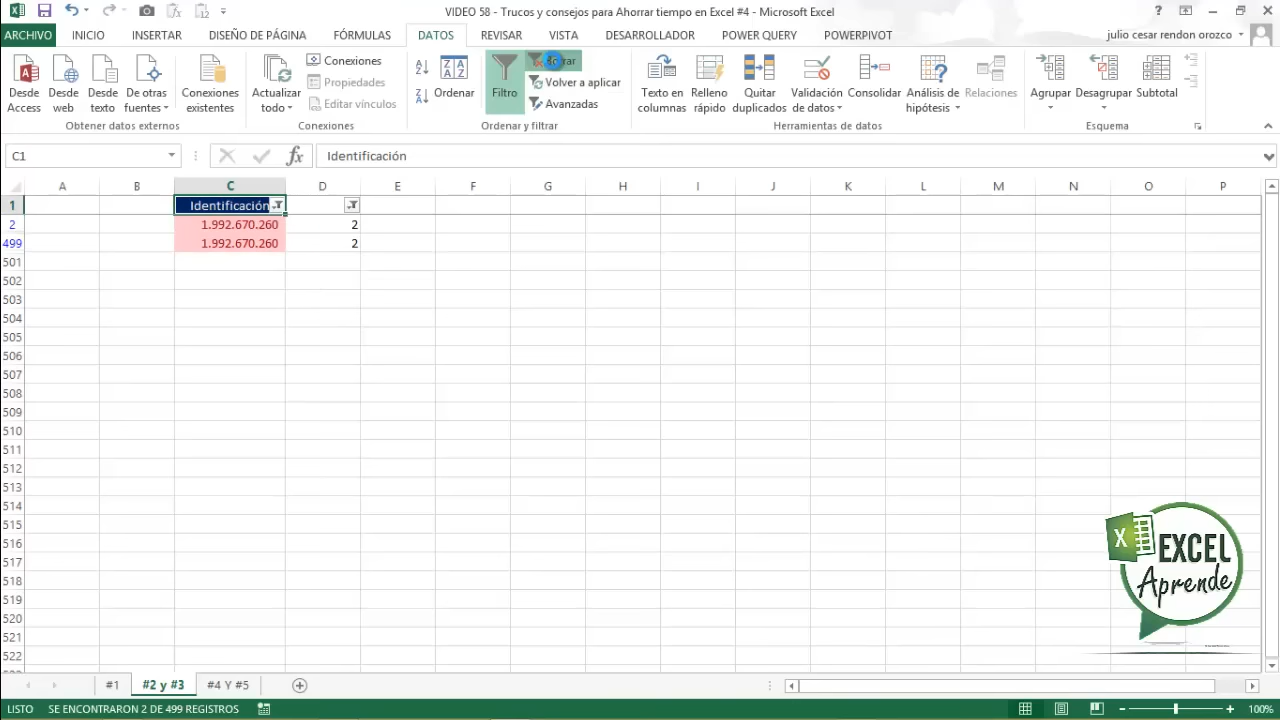 VIDEO 58 - Trucos y consejos para Ahorrar tiempo en Excel #4 - Microsoft Excel
ARCHIVO INICIO INSERTAR DISEÑO DE PÁGINA FÓRMULAS DATOS REVISAR VISTA DESARROLLADOR POWER QUERY POWERPIVOT julio cesar rendon orozco
Desde Access
Desde web
Desde texto
De otras fuentes
Obtener datos externos
Conexiones existentes
Actualizar todo
Conexiones
Propiedades
Editar vínculos
Conexiones
Ordenar
Filtro
Volver a aplicar
Avanzadas
Ordenar y filtrar
Texto en columnas
Relleno rápido
Quitar duplicados
Validación de datos
Consolidar
Análisis de hipótesis
Relaciones
Herramientas de datos
Agrupar
Desagrupar
Subtotal
Esquema
C1 fx Identificación
A B C D E F G H I J K L M N O P
1 Identificación
2 1.992.670.260 2
499 1.992.670.260 2
501
502
503
504
505
506
507
508
509
510
511
512
513
514
515
516
517
518
519
520
521
522
EXCEL
Aprende
#1 #2 y #3 #4 Y #5
LISTO SE ENCONTRARON 2 DE 499 REGISTROS 100%